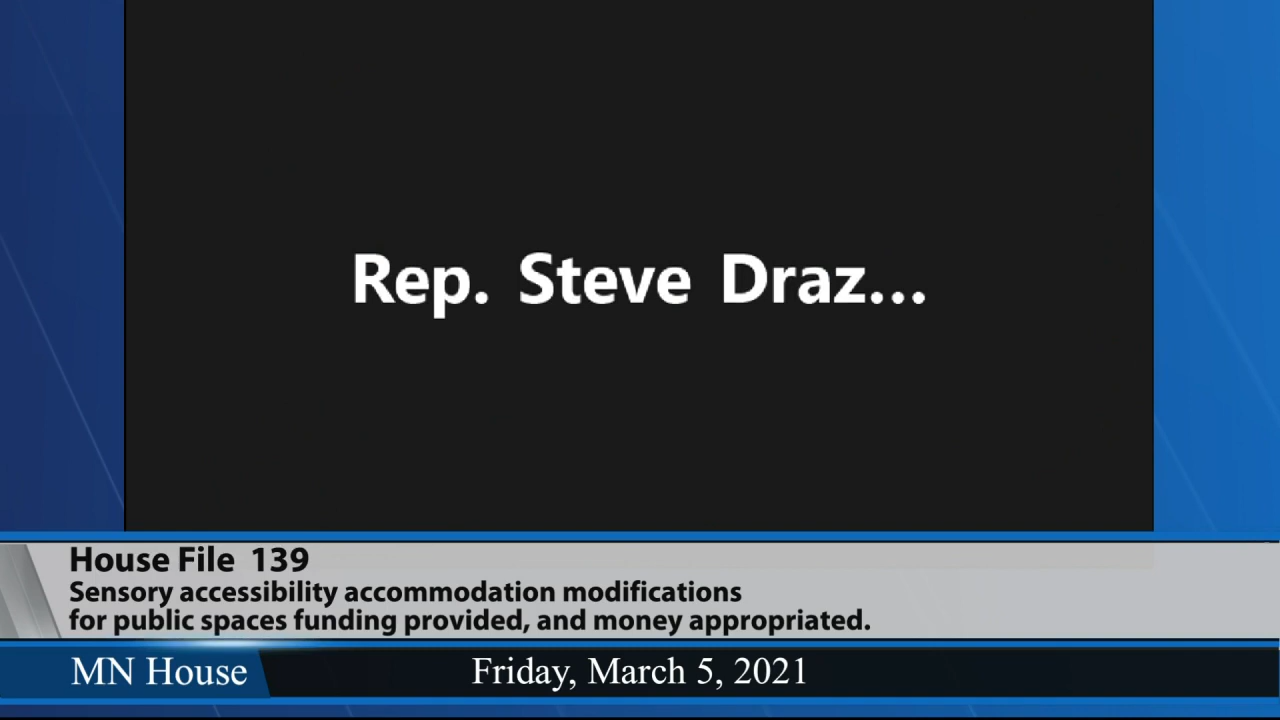 Rep. Steve Draz...
House File 139
Sensory accessibility accommodation modifications
for public spaces funding provided, and money appropriated.
MN House
Friday, March 5, 2021